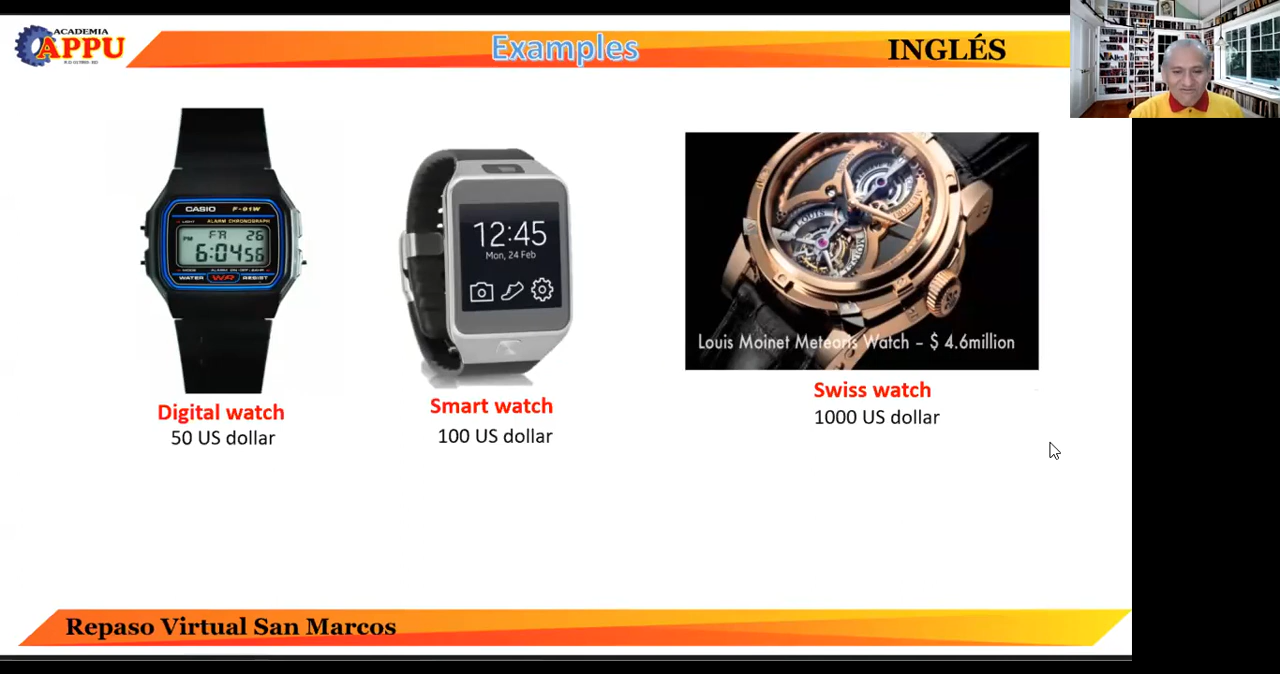 ACADEMIA
APPU
Examples
INGLÉS
CASIO F-91W
LIGHT ALARM CHRONOGRAPH
PM FR 26
6:04 56
MODE
WATER WR RESIST
12:45
Mon, 24 Feb
Louis Moinet Meteoris Watch – $ 4.6million
Digital watch
50 US dollar
Smart watch
100 US dollar
Swiss watch
1000 US dollar
Repaso Virtual San Marcos